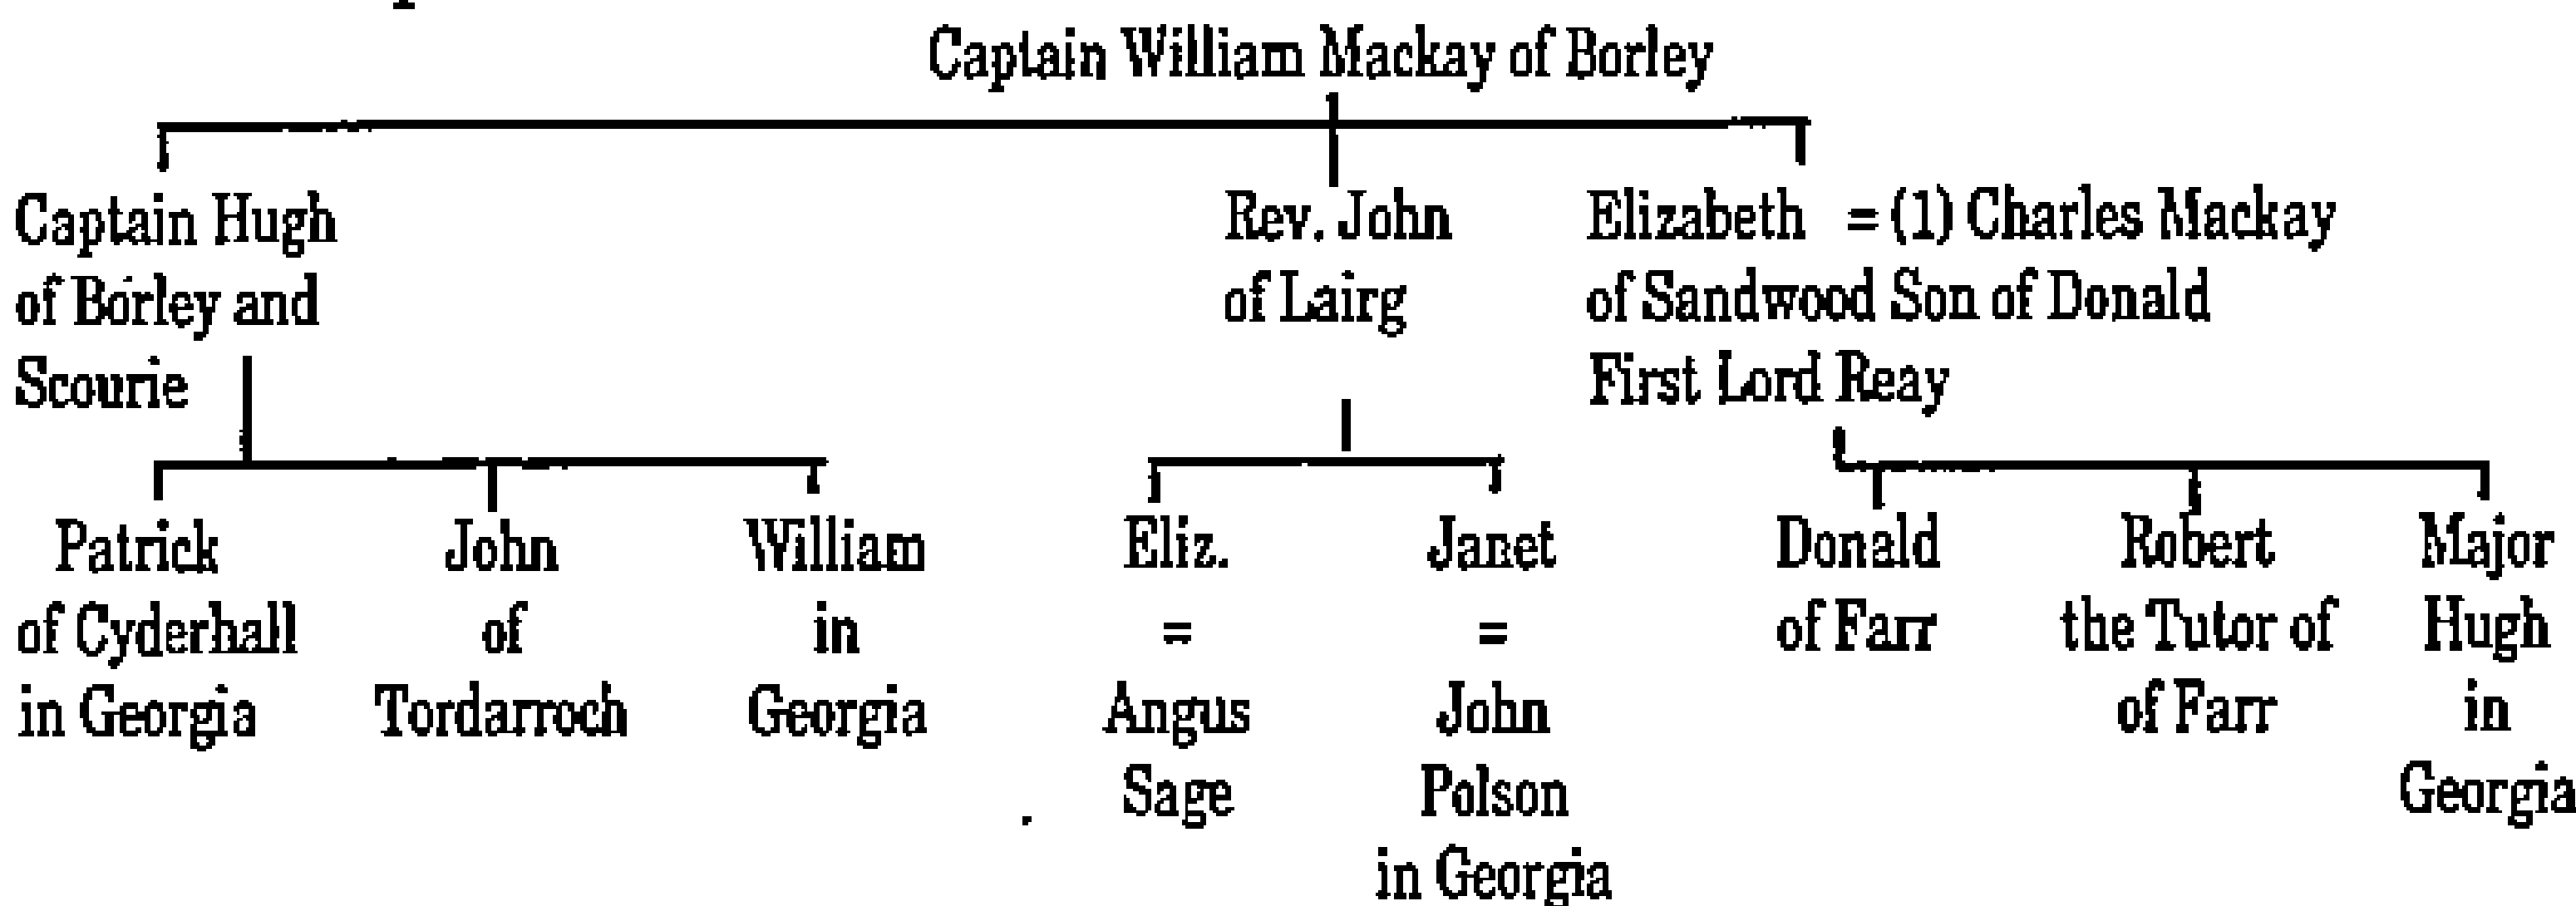 Captain William Mackay of Borley
Captain Hugh
of Borley and
Scourie
Rev. John
of Lairg
Elizabeth = (1) Charles Mackay
of Sandwood Son of Donald
First Lord Reay
Patrick
of Cyderhall
in Georgia
John
of
Tordarroch
William
in
Georgia
Eliz.
=
Angus
Sage
Janet
=
John
Polson
in Georgia
Donald
of Farr
Robert
the Tutor of
of Farr
Major
Hugh
in
Georgia